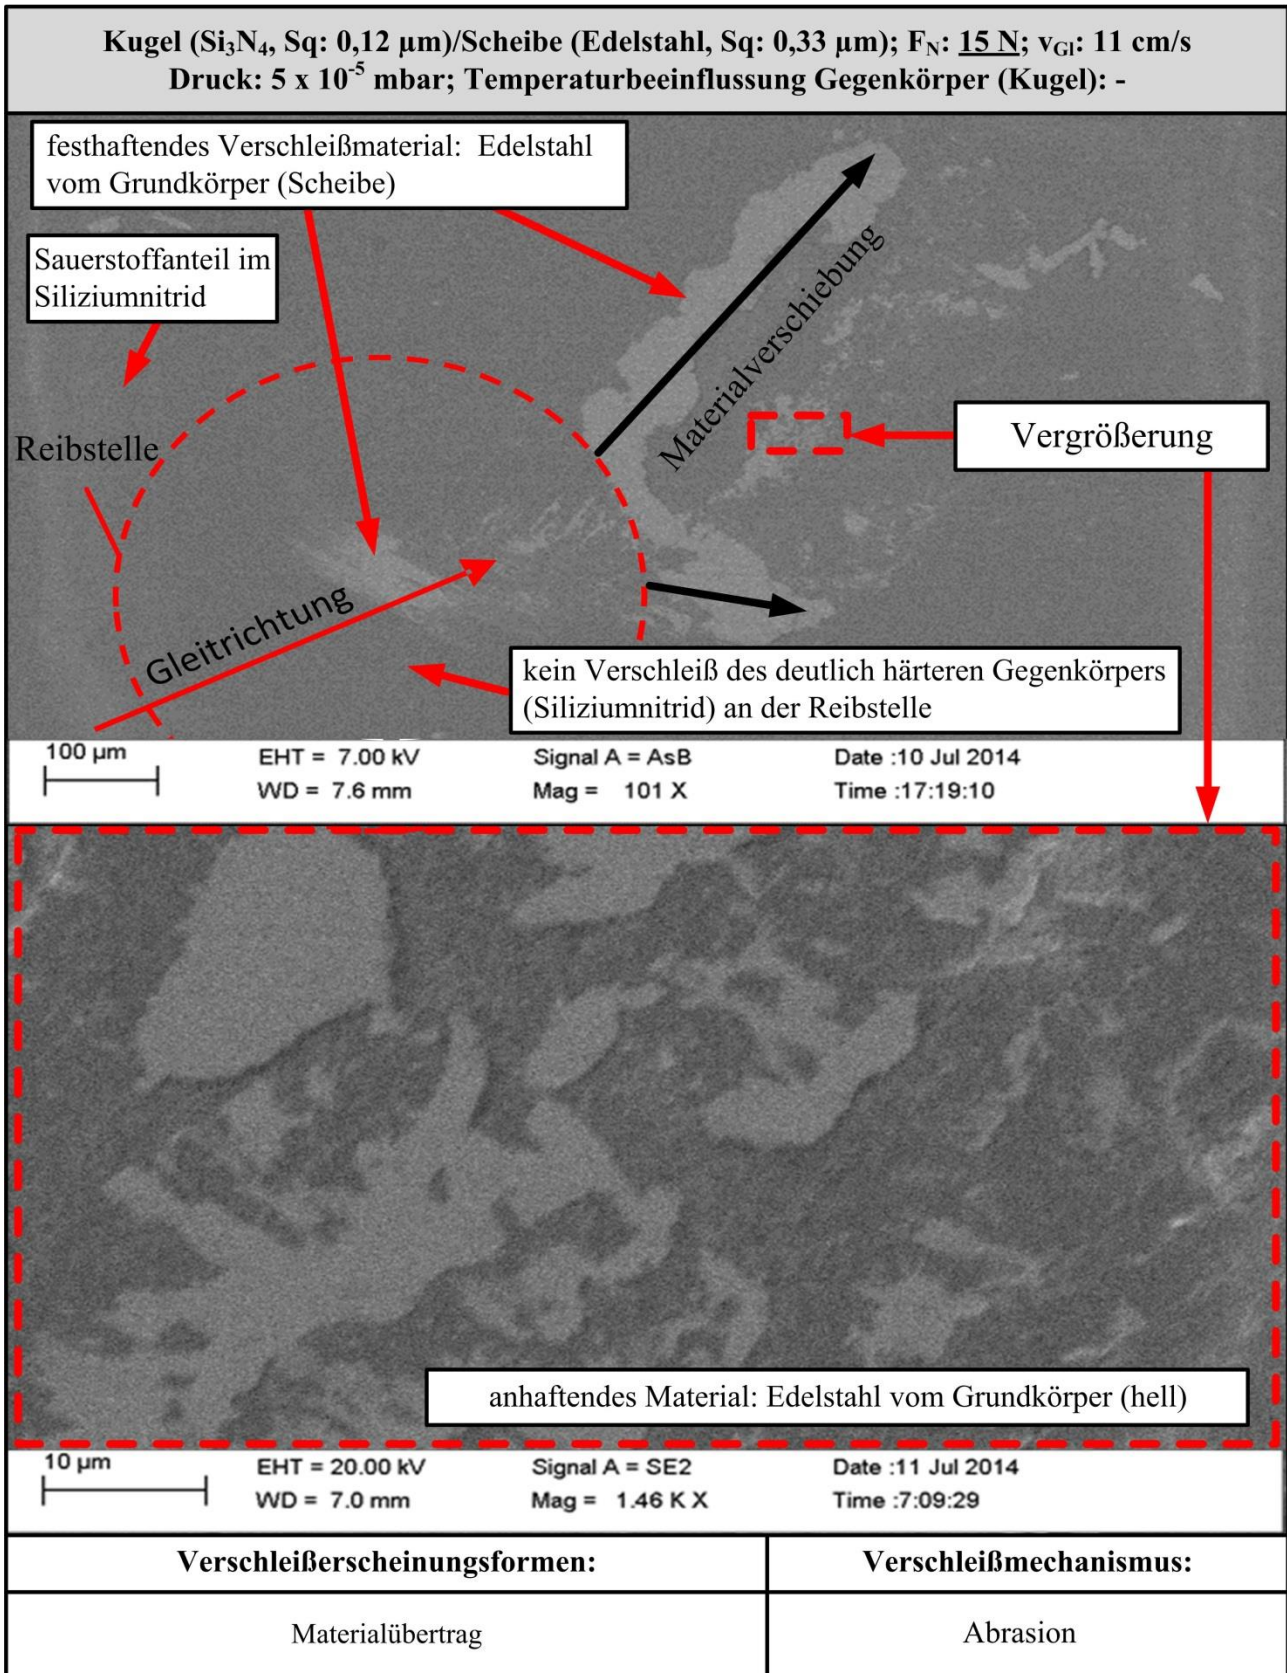 Kugel (Si₃N₄, Sq: 0,12 µm)/Scheibe (Edelstahl, Sq: 0,33 µm); F_N: 15 N; v_Gl: 11 cm/s
Druck: 5 x 10⁻⁵ mbar; Temperaturbeeinflussung Gegenkörper (Kugel): -
festhaftendes Verschleißmaterial: Edelstahl
vom Grundkörper (Scheibe)
Sauerstoffanteil im
Siliziumnitrid
Materialverschiebung
Reibstelle
Vergrößerung
Gleitrichtung
kein Verschleiß des deutlich härteren Gegenkörpers
(Siliziumnitrid) an der Reibstelle
100 µm EHT = 7.00 kV Signal A = AsB Date :10 Jul 2014
WD = 7.6 mm Mag = 101 X Time :17:19:10
anhaftendes Material: Edelstahl vom Grundkörper (hell)
10 µm EHT = 20.00 kV Signal A = SE2 Date :11 Jul 2014
WD = 7.0 mm Mag = 1.46 K X Time :7:09:29
Verschleißerscheinungsformen: Verschleißmechanismus:
Materialübertrag Abrasion